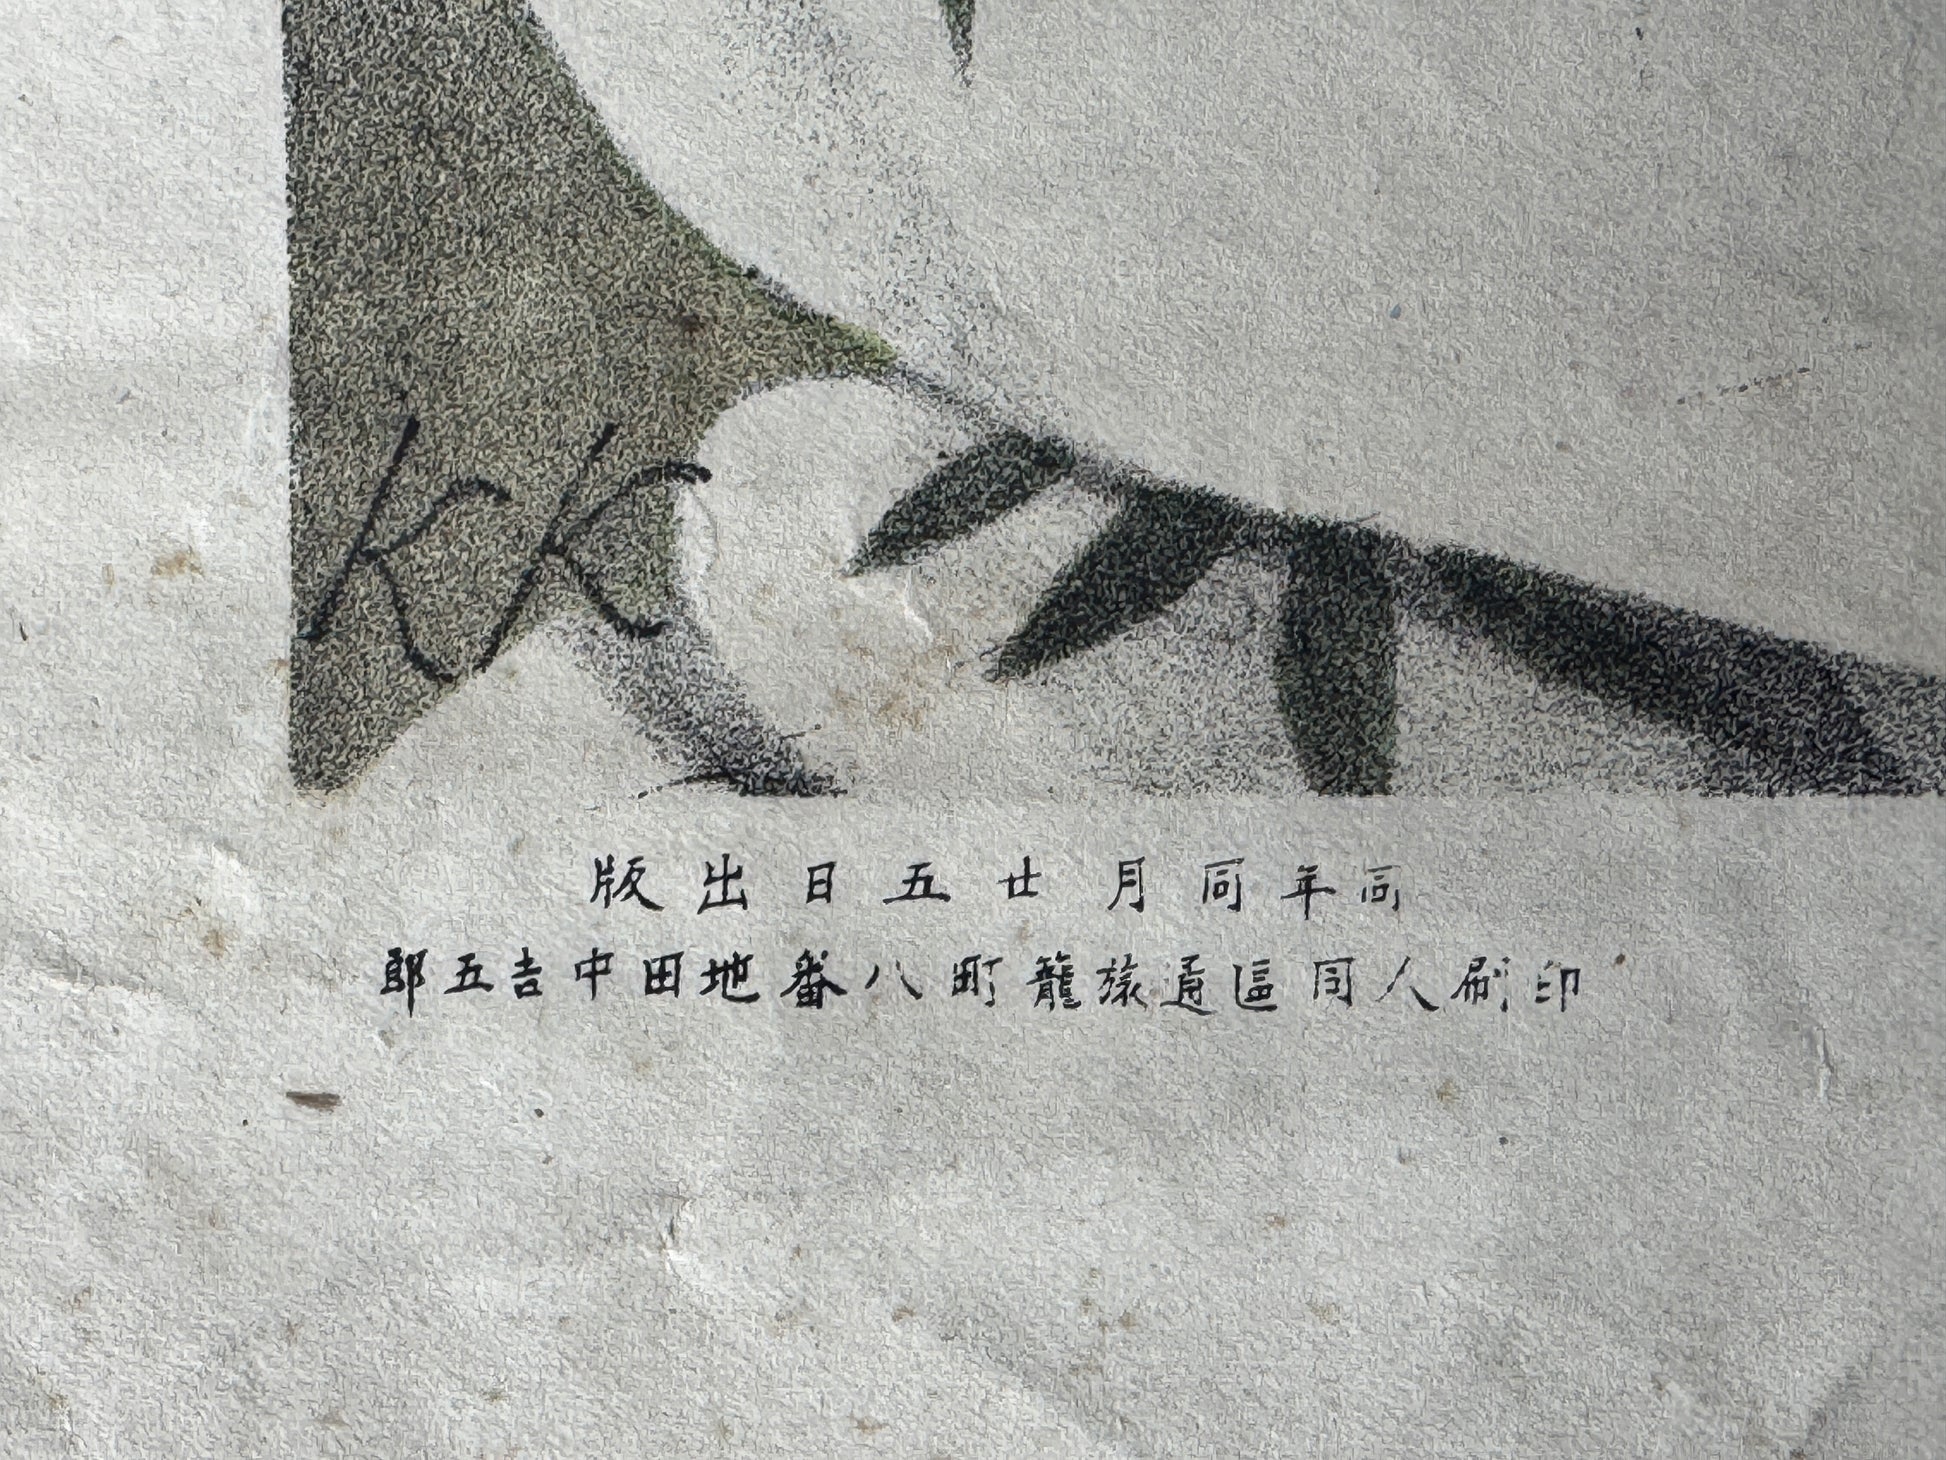 KK
同年同月廿五日出版
印刷人同區通旅籠町八番地田中吉五郎